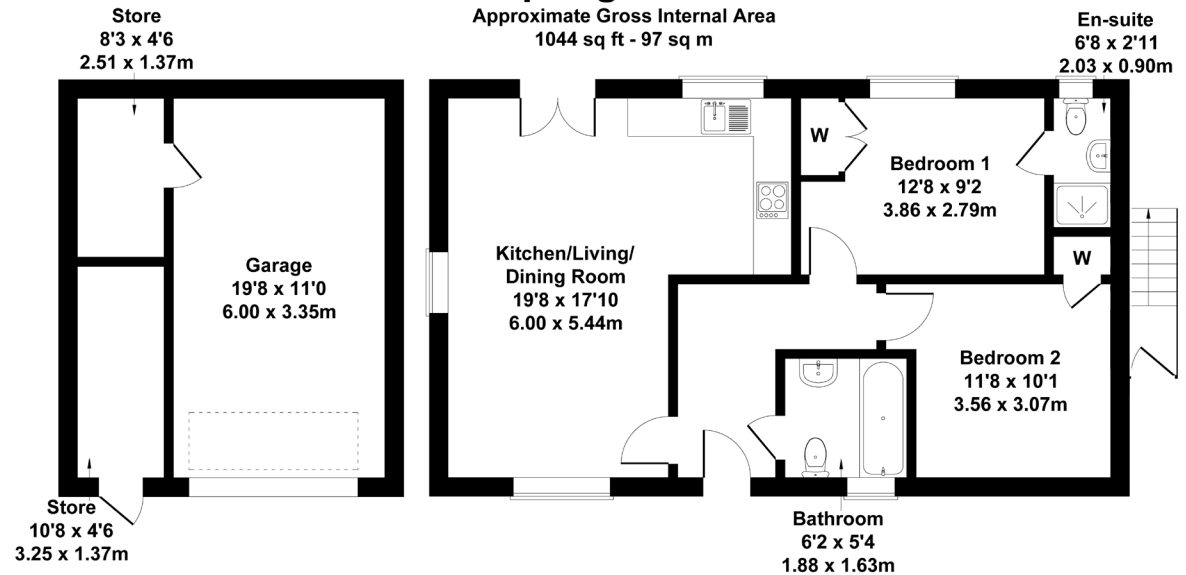 Approximate Gross Internal Area
1044 sq ft - 97 sq m
Store
8'3 x 4'6
2.51 x 1.37m
En-suite
6'8 x 2'11
2.03 x 0.90m
W
Bedroom 1
12'8 x 9'2
3.86 x 2.79m
Kitchen/Living/
Dining Room
19'8 x 17'10
6.00 x 5.44m
W
Garage
19'8 x 11'0
6.00 x 3.35m
Bedroom 2
11'8 x 10'1
3.56 x 3.07m
Store
10'8 x 4'6
3.25 x 1.37m
Bathroom
6'2 x 5'4
1.88 x 1.63m